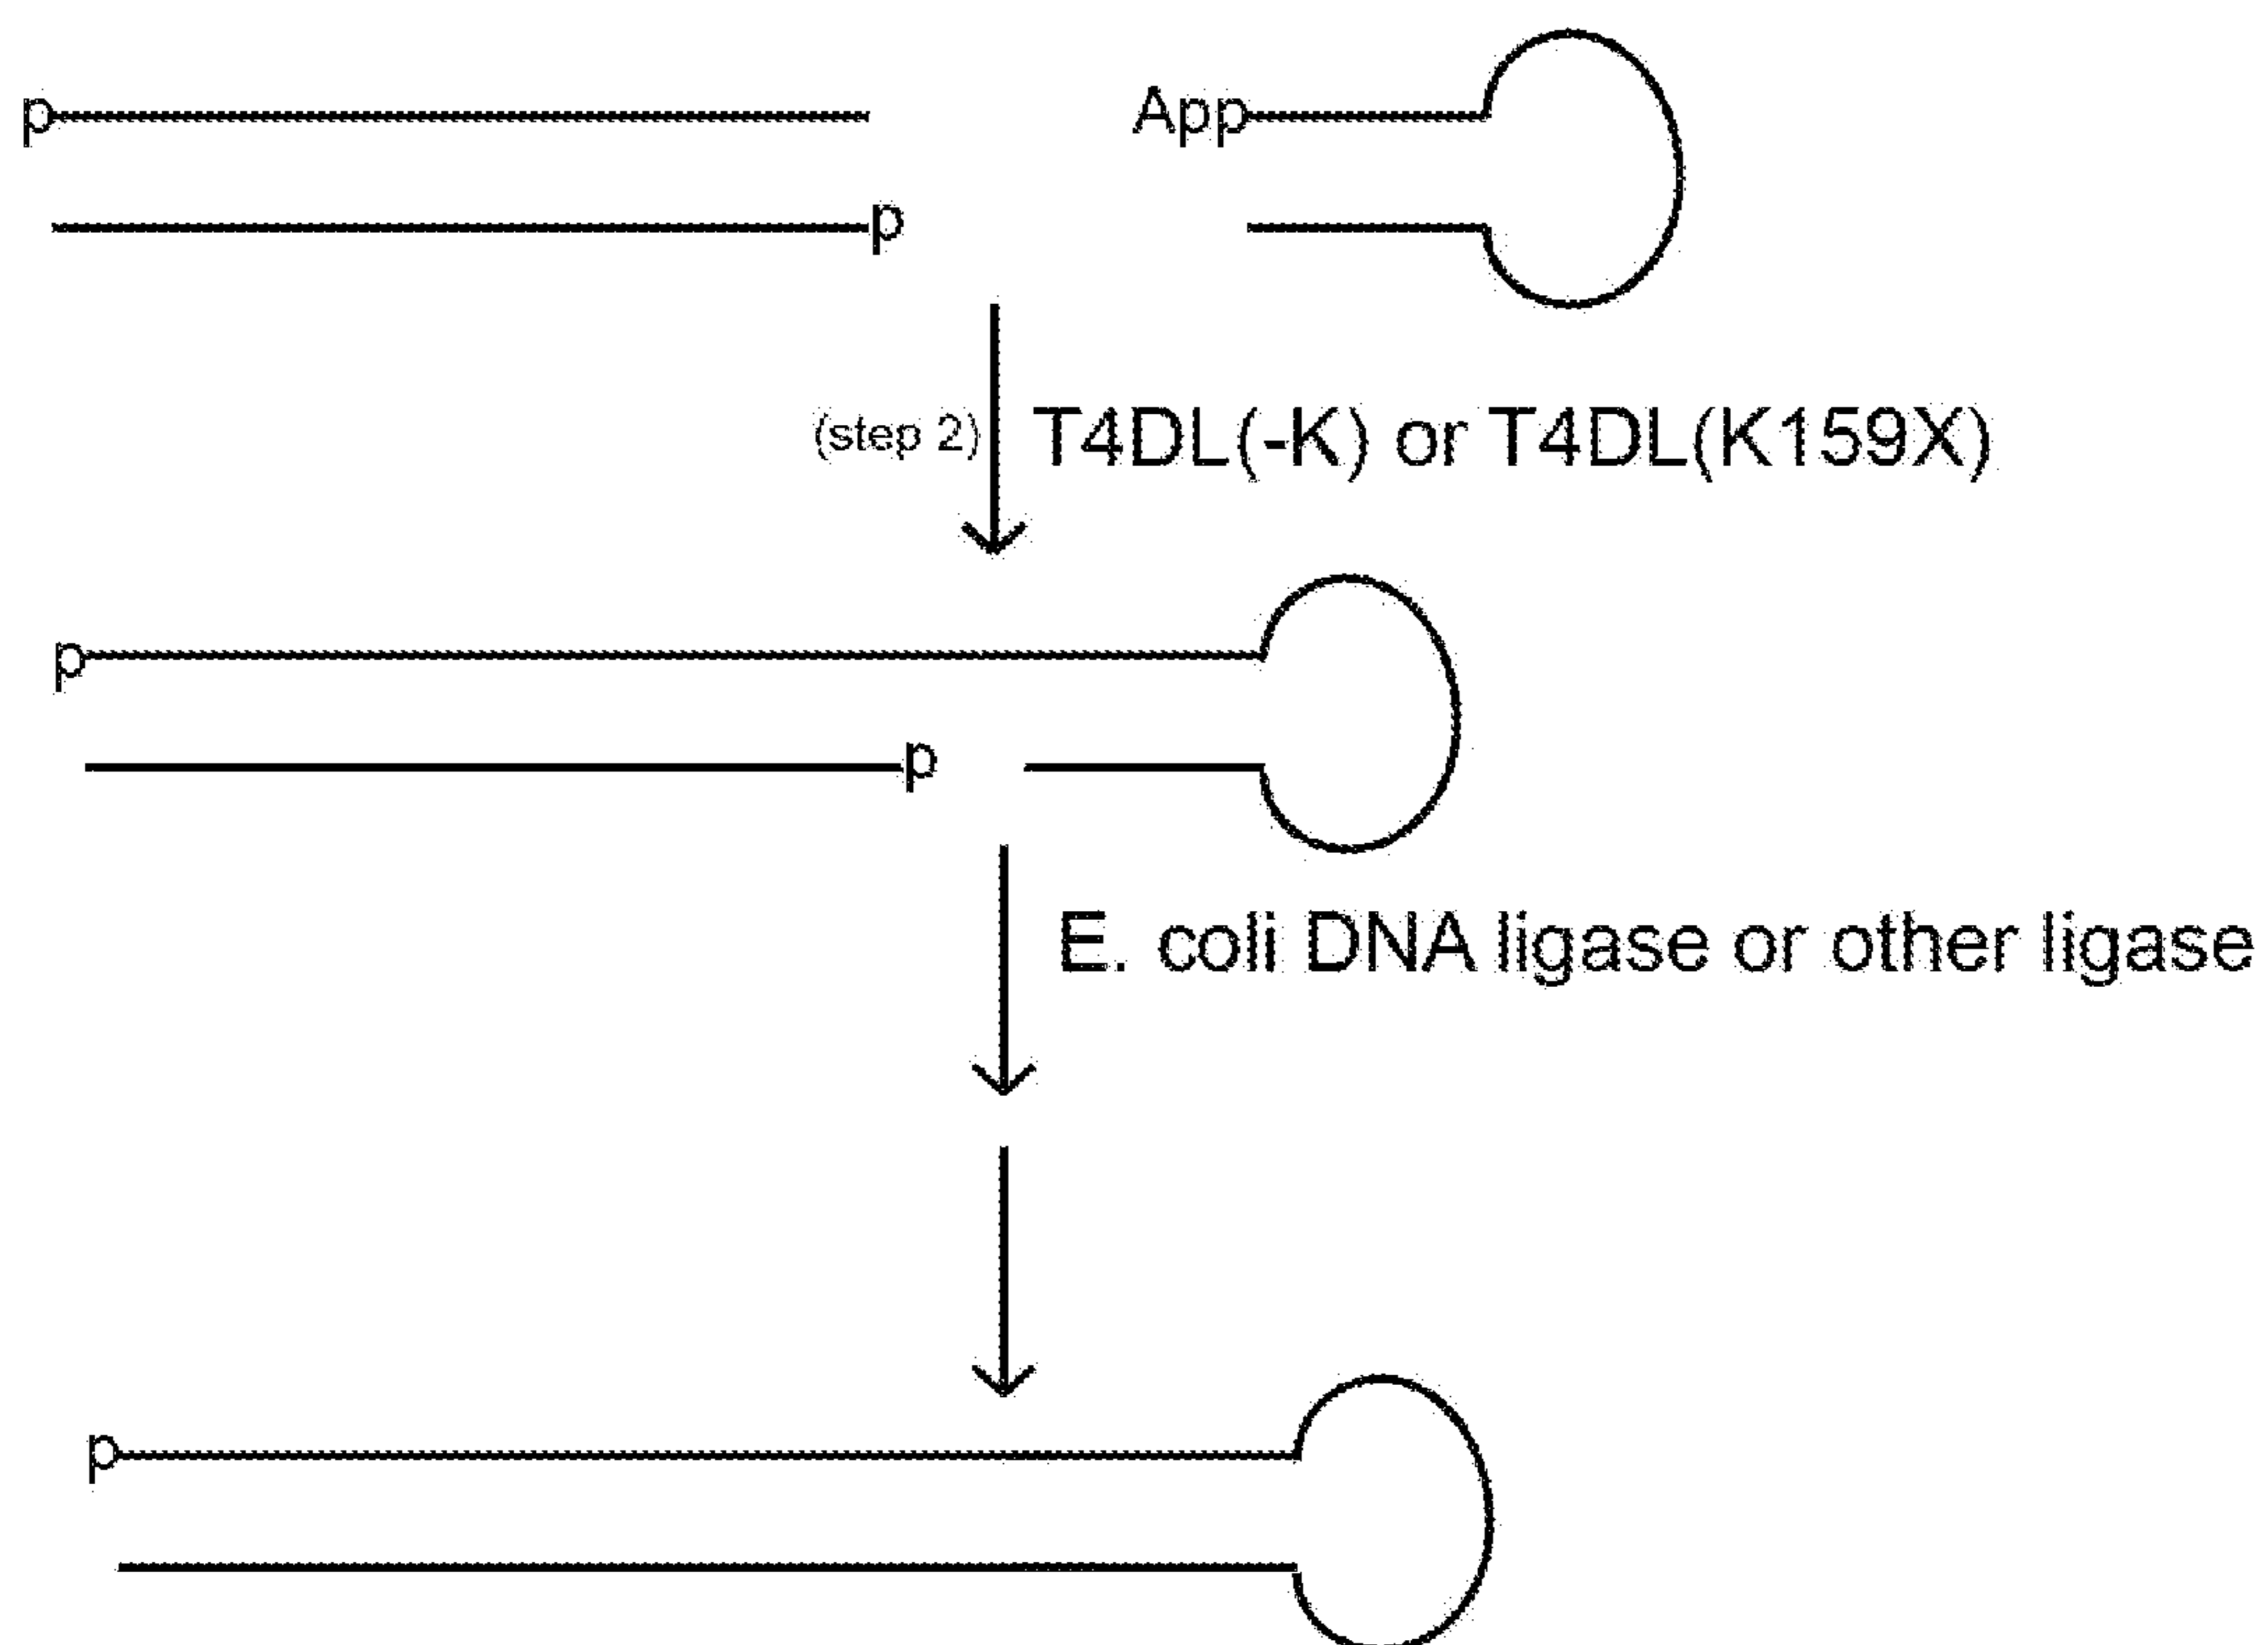 p App
p
(step 2) T4DL(-K) or T4DL(K159X)
p
p
E. coli DNA ligase or other ligase
p